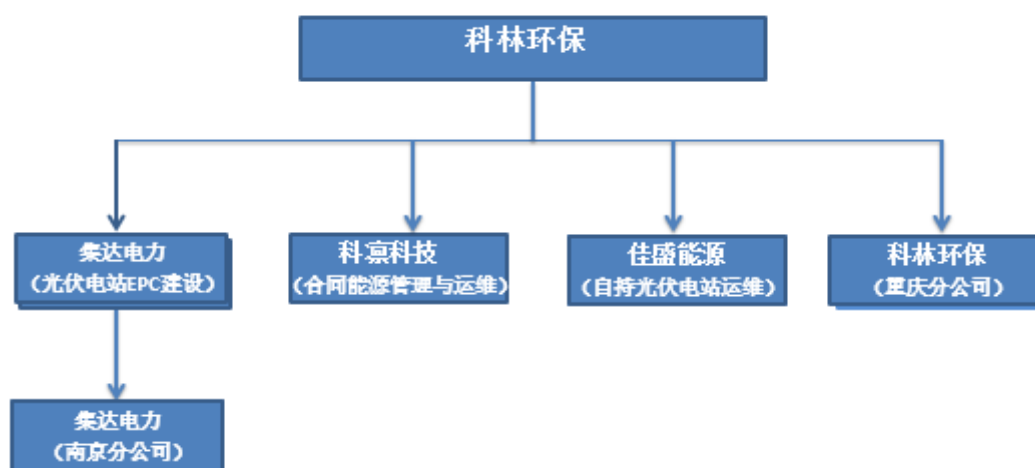 科林环保
集达电力
(光伏电站EPC建设)
科凛科技
(合同能源管理与运维)
佳盛能源
(自持光伏电站运维)
科林环保
(重庆分公司)
集达电力
(南京分公司)